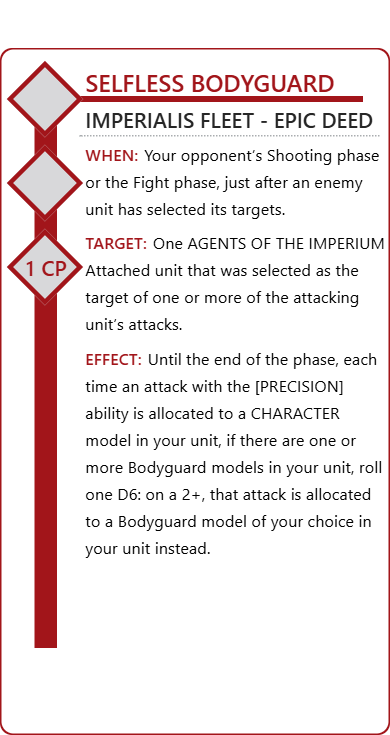 SELFLESS BODYGUARD
IMPERIALIS FLEET - EPIC DEED
WHEN: Your opponent's Shooting phase
or the Fight phase, just after an enemy
unit has selected its targets.
TARGET: One AGENTS OF THE IMPERIUM
Attached unit that was selected as the
target of one or more of the attacking
unit's attacks.
1 CP
EFFECT: Until the end of the phase, each
time an attack with the [PRECISION]
ability is allocated to a CHARACTER
model in your unit, if there are one or
more Bodyguard models in your unit, roll
one D6: on a 2+, that attack is allocated
to a Bodyguard model of your choice in
your unit instead.